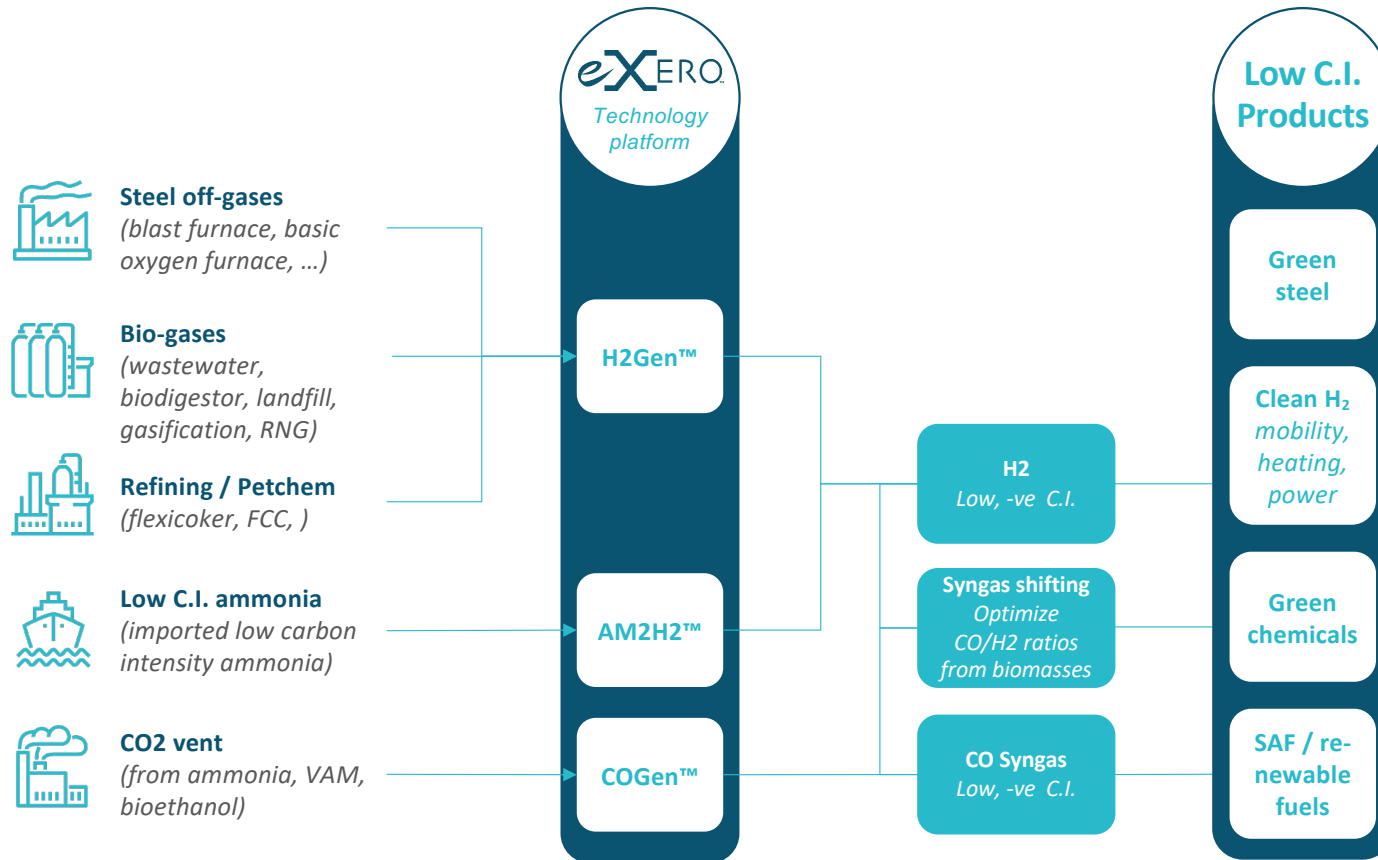 eXERO™
Technology
platform
Low C.I.
Products
Steel off-gases
(blast furnace, basic
oxygen furnace, …)
Bio-gases
(wastewater,
biodigestor, landfill,
gasification, RNG)
Refining / Petchem
(flexicoker, FCC, )
Low C.I. ammonia
(imported low carbon
intensity ammonia)
CO2 vent
(from ammonia, VAM,
bioethanol)
H2Gen™
AM2H2™
COGen™
H2
Low, -ve C.I.
Syngas shifting
Optimize
CO/H2 ratios
from biomasses
CO Syngas
Low, -ve C.I.
Green
steel
Clean H₂
mobility,
heating,
power
Green
chemicals
SAF / re-
newable
fuels